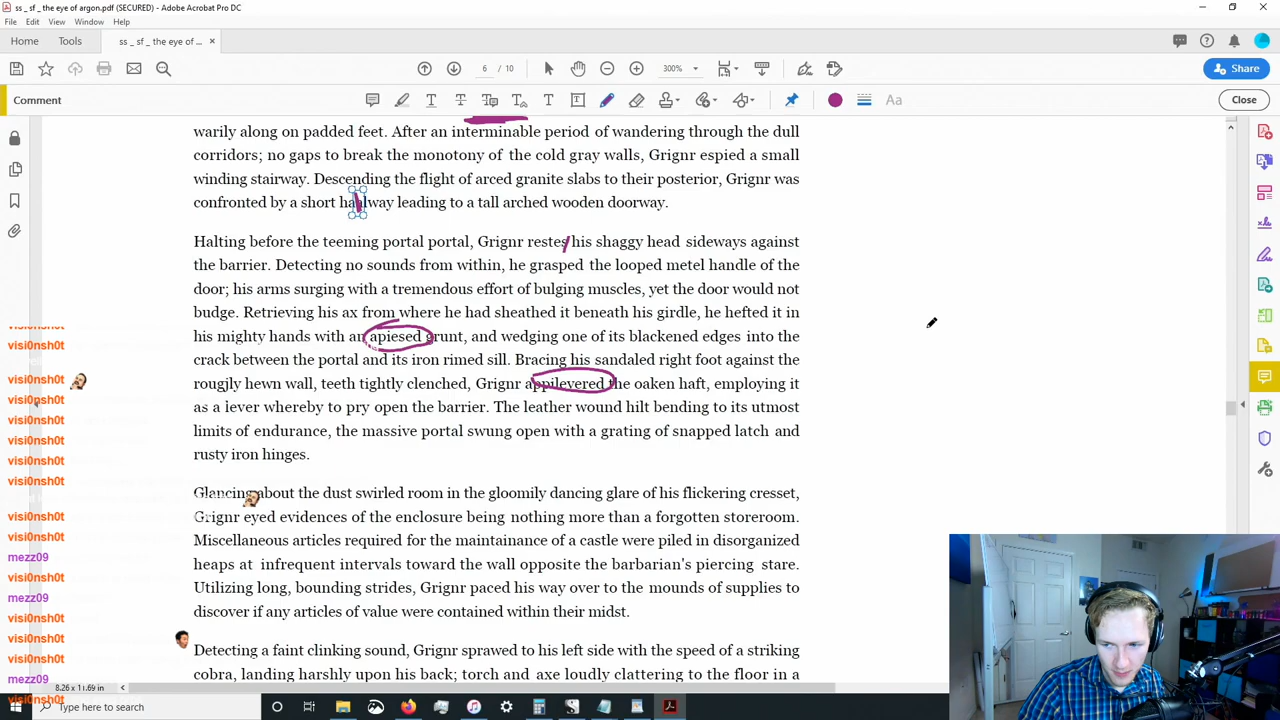 ss _ sf _ the eye of argon.pdf (SECURED) - Adobe Acrobat Pro DC
File Edit View Window Help
Home Tools ss _ sf _ the eye of ... ×
6 / 10 300% Share
Comment Close
warily along on padded feet. After an interminable period of wandering through the dull
corridors; no gaps to break the monotony of the cold gray walls, Grignr espied a small
winding stairway. Descending the flight of arced granite slabs to their posterior, Grignr was
confronted by a short haalway leading to a tall arched wooden doorway.
Halting before the teeming portal portal, Grignr restes his shaggy head sideways against
the barrier. Detecting no sounds from within, he grasped the looped metel handle of the
door; his arms surging with a tremendous effort of bulging muscles, yet the door would not
budge. Retrieving his ax from where he had sheathed it beneath his girdle, he hefted it in
his mighty hands with an apiesed grunt, and wedging one of its blackened edges into the
crack between the portal and its iron rimed sill. Bracing his sandaled right foot against the
rougjly hewn wall, teeth tightly clenched, Grignr appilevered the oaken haft, employing it
as a lever whereby to pry open the barrier. The leather wound hilt bending to its utmost
limits of endurance, the massive portal swung open with a grating of snapped latch and
rusty iron hinges.
Glancing about the dust swirled room in the gloomily dancing glare of his flickering cresset,
Grignr eyed evidences of the enclosure being nothing more than a forgotten storeroom.
Miscellaneous articles required for the maintainance of a castle were piled in disorganized
heaps at infrequent intervals toward the wall opposite the barbarian's piercing stare.
Utilizing long, bounding strides, Grignr paced his way over to the mounds of supplies to
discover if any articles of value were contained within their midst.
Detecting a faint clinking sound, Grignr sprawed to his left side with the speed of a striking
cobra, landing harshly upon his back; torch and axe loudly clattering to the floor in a
visi0nsh0t
visi0nsh0t
visi0nsh0t
visi0nsh0t
visi0nsh0t
visi0nsh0t
visi0nsh0t
visi0nsh0t
visi0nsh0t
visi0nsh0t
mezz09
visi0nsh0t
mezz09
visi0nsh0t
visi0nsh0t
mezz09
visi0nsh0t
8.26 x 11.69 in
Type here to search